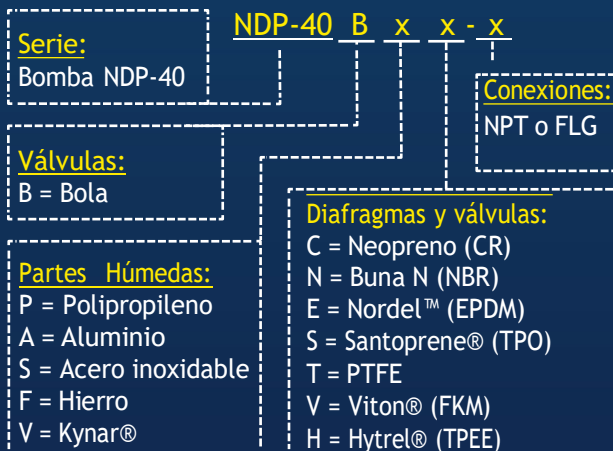 NDP-40 B x x - x
Serie:
Bomba NDP-40
Conexiones:
NPT o FLG
Válvulas:
B = Bola
Partes Húmedas:
P = Polipropileno
A = Aluminio
S = Acero inoxidable
F = Hierro
V = Kynar®
Diafragmas y válvulas:
C = Neopreno (CR)
N = Buna N (NBR)
E = Nordel™ (EPDM)
S = Santoprene® (TPO)
T = PTFE
V = Viton® (FKM)
H = Hytrel® (TPEE)